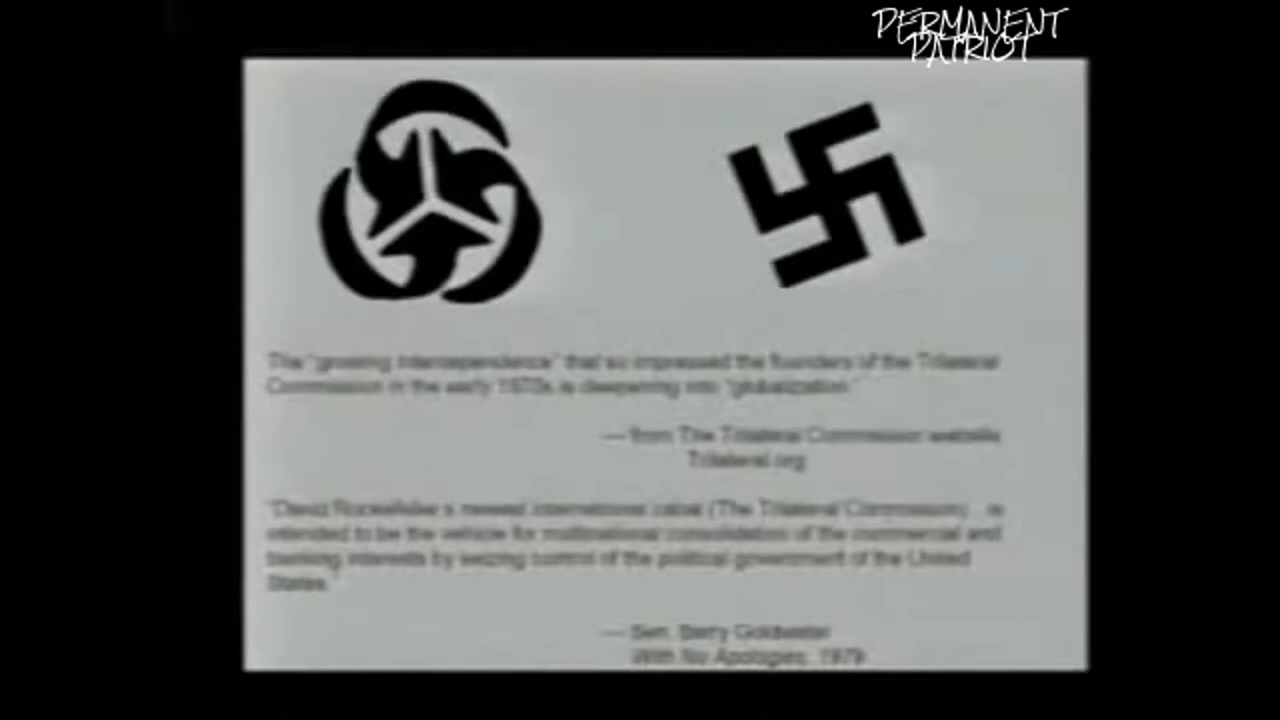 PERMANENT
PATRIOT
The "growing interdependence" that so impressed the founders of the Trilateral
Commission in the early 1970s is deepening into "globalization."
— from The Trilateral Commission website
Trilateral.org
"David Rockefeller's newest international cabal (The Trilateral Commission)... is
intended to be the vehicle for multinational consolidation of the commercial and
banking interests by seizing control of the political government of the United
States."
— Sen. Barry Goldwater
With No Apologies, 1979